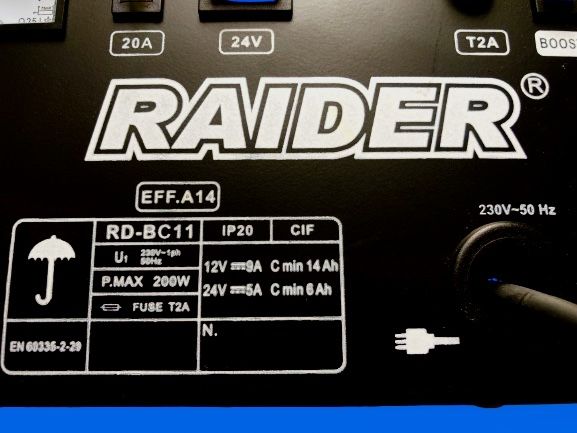 20A 24V T2A BOOS
RAIDER®
EFF.A14
230V~50 Hz
RD-BC11 IP20 CIF
U1 230V~1ph
50Hz
12V⎓9A C min 14 Ah
P.MAX 200W
24V⎓5A C min 6 Ah
FUSE T2A
N.
EN 60335-2-29